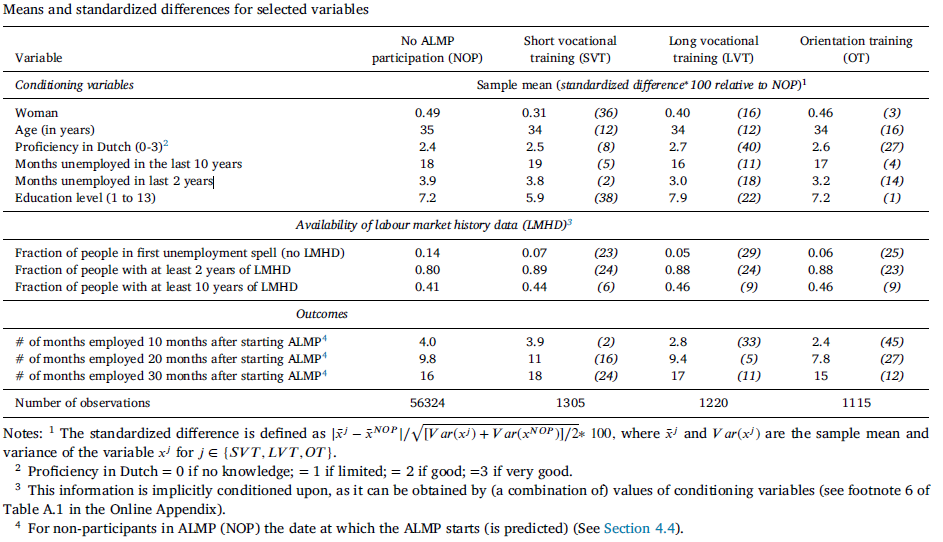 Means and standardized differences for selected variables
Variable No ALMP participation (NOP) Short vocational training (SVT) Long vocational training (LVT) Orientation training (OT)
Conditioning variables Sample mean (standardized difference*100 relative to NOP)1
Woman 0.49 0.31 (36) 0.40 (16) 0.46 (3)
Age (in years) 35 34 (12) 34 (12) 34 (16)
Proficiency in Dutch (0-3)2 2.4 2.5 (8) 2.7 (40) 2.6 (27)
Months unemployed in the last 10 years 18 19 (5) 16 (11) 17 (4)
Months unemployed in last 2 years 3.9 3.8 (2) 3.0 (18) 3.2 (14)
Education level (1 to 13) 7.2 5.9 (38) 7.9 (22) 7.2 (1)
Availability of labour market history data (LMHD)3
Fraction of people in first unemployment spell (no LMHD) 0.14 0.07 (23) 0.05 (29) 0.06 (25)
Fraction of people with at least 2 years of LMHD 0.80 0.89 (24) 0.88 (24) 0.88 (23)
Fraction of people with at least 10 years of LMHD 0.41 0.44 (6) 0.46 (9) 0.46 (9)
Outcomes
# of months employed 10 months after starting ALMP4 4.0 3.9 (2) 2.8 (33) 2.4 (45)
# of months employed 20 months after starting ALMP4 9.8 11 (16) 9.4 (5) 7.8 (27)
# of months employed 30 months after starting ALMP4 16 18 (24) 17 (11) 15 (12)
Number of observations 56324 1305 1220 1115
Notes: 1 The standardized difference is defined as |x̄^j − x̄^NOP|/√[Var(x^j) + Var(x^NOP)]/2* 100, where x̄^j and Var(x^j) are the sample mean and
variance of the variable x^j for j ∈ {SVT, LVT, OT}.
2 Proficiency in Dutch = 0 if no knowledge; = 1 if limited; = 2 if good; =3 if very good.
3 This information is implicitly conditioned upon, as it can be obtained by (a combination of) values of conditioning variables (see footnote 6 of
Table A.1 in the Online Appendix).
4 For non-participants in ALMP (NOP) the date at which the ALMP starts (is predicted) (See Section 4.4).